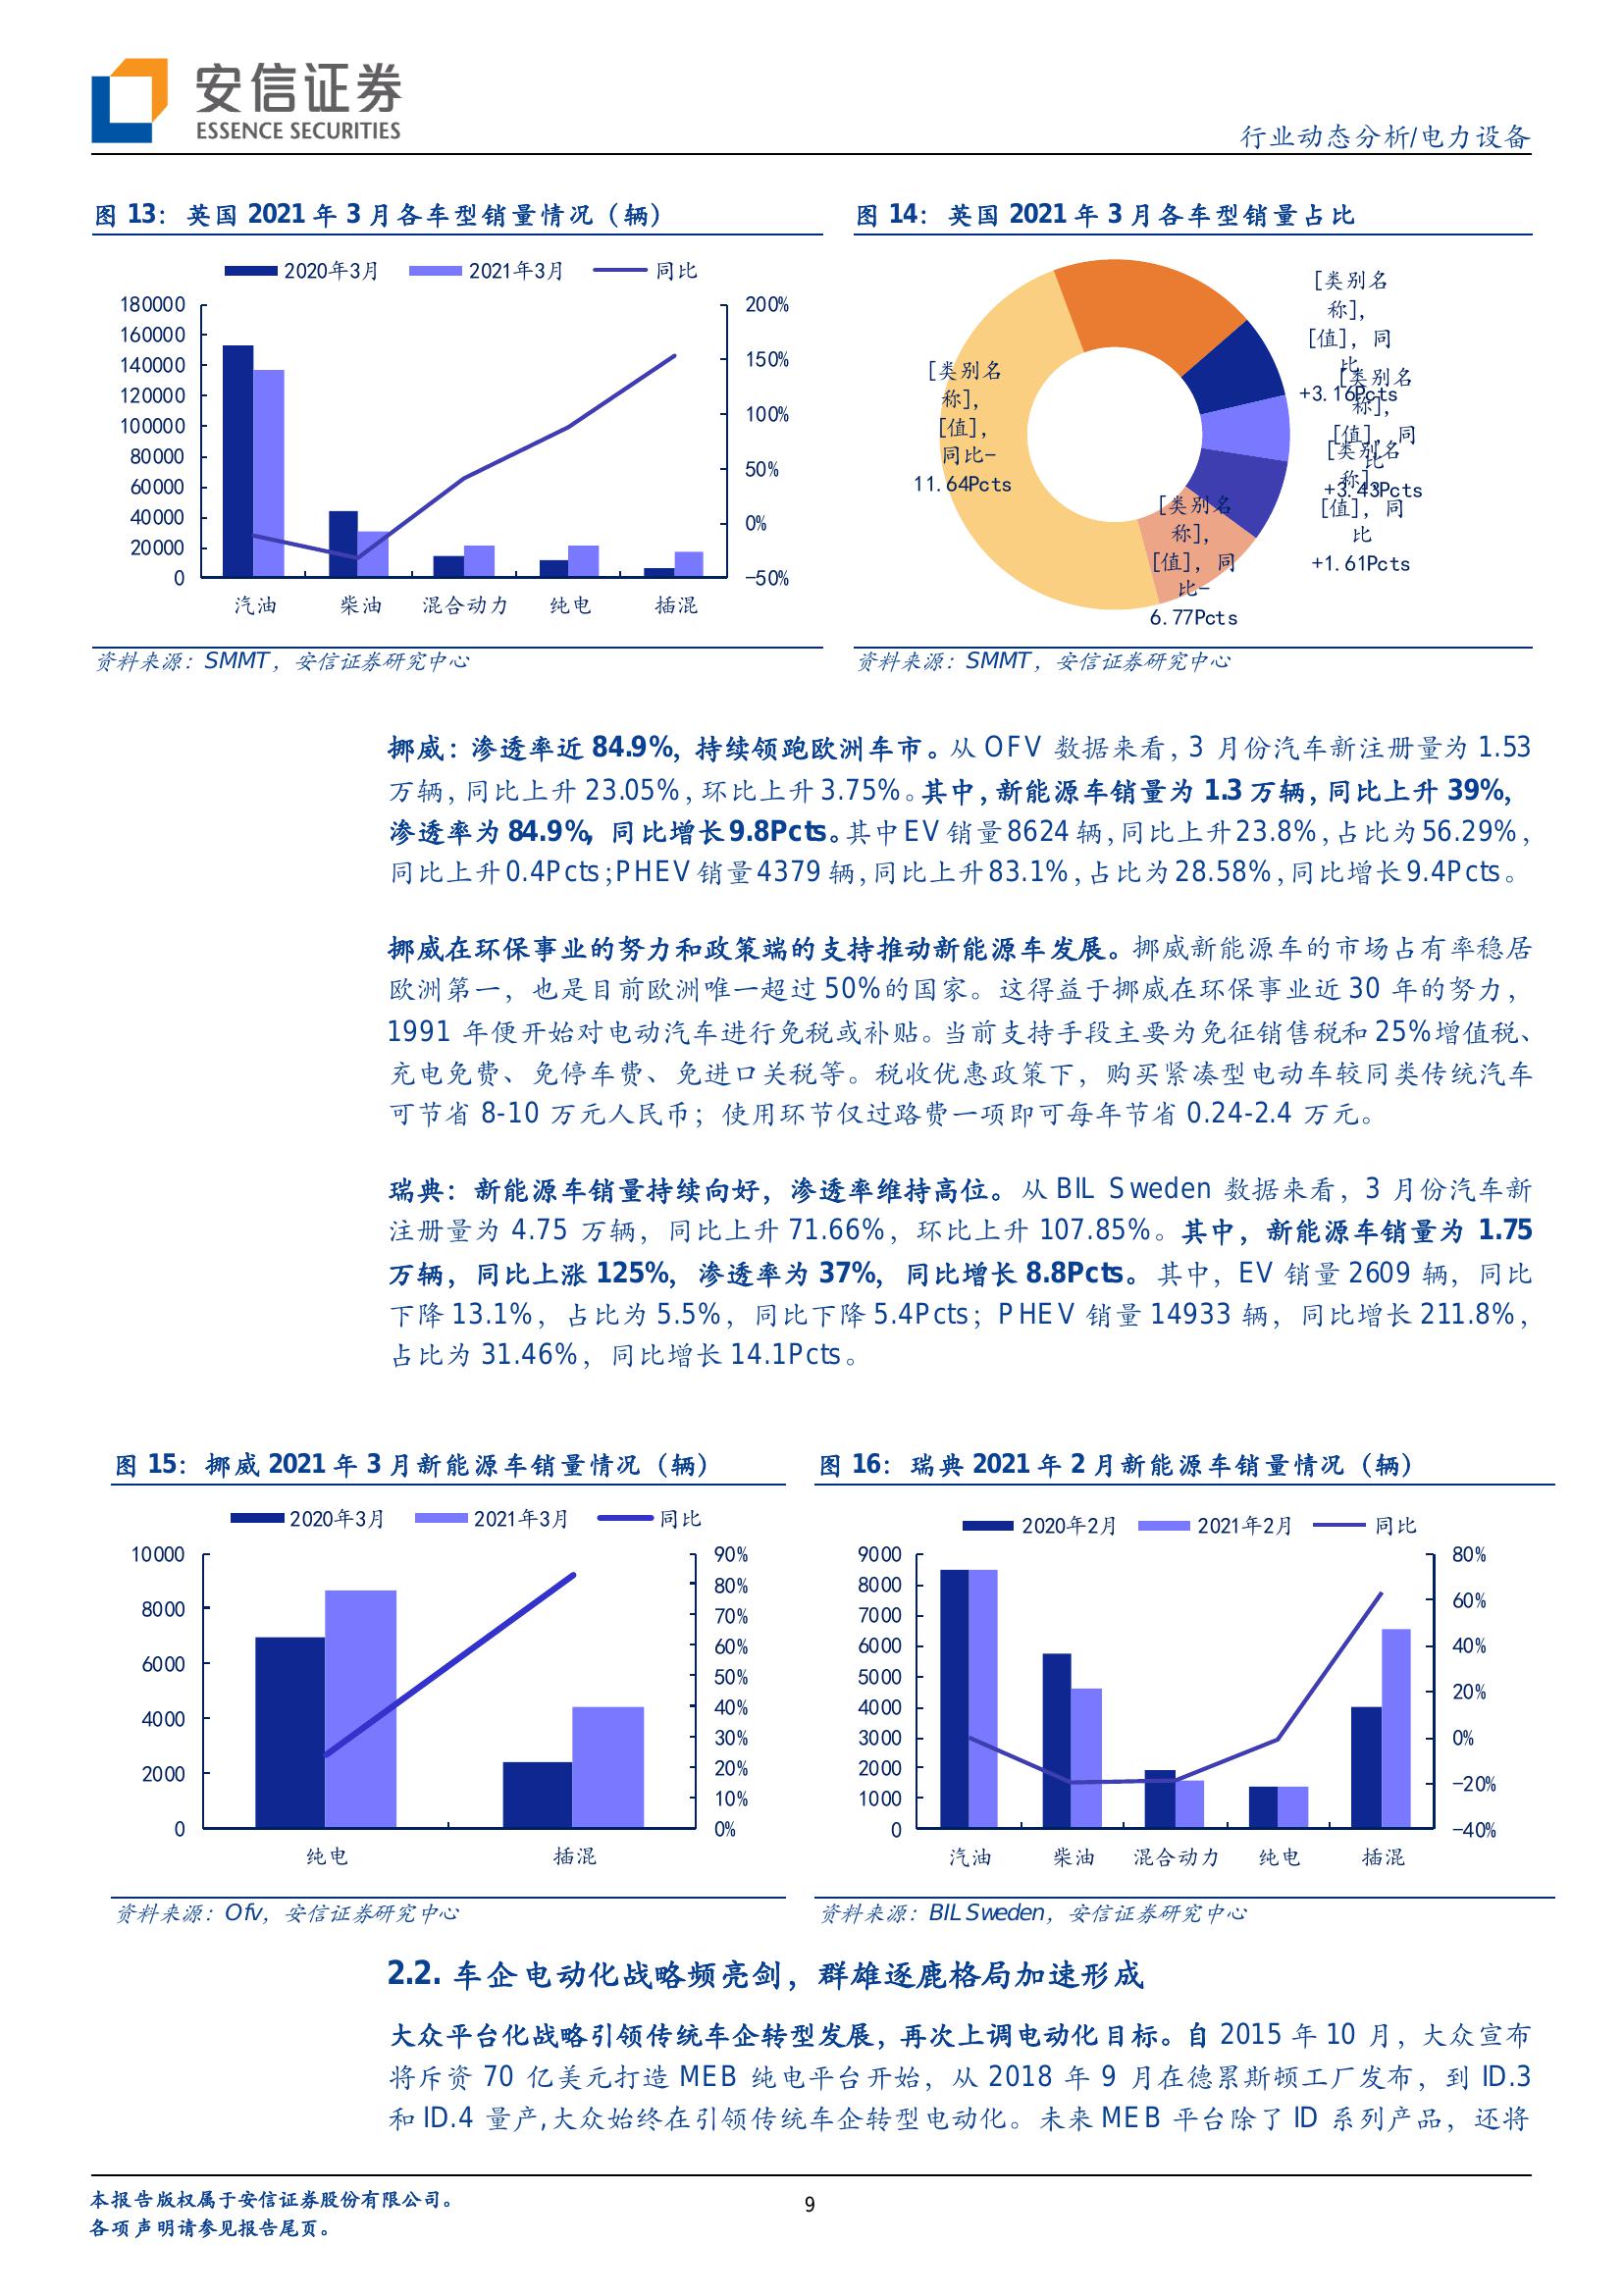 安信证券
ESSENCE SECURITIES
行业动态分析/电力设备
图 13：英国 2021 年 3 月各车型销量情况（辆）
2020年3月 2021年3月 同比
180000
160000
140000
120000
100000
80000
60000
40000
20000
0
200%
150%
100%
50%
0%
-50%
汽油 柴油 混合动力 纯电 插混
资料来源：SMMT，安信证券研究中心
图 14：英国 2021 年 3 月各车型销量占比
[类别名
称],
[值], 同
比
+3.16Pcts
[类别名
称],
[值], 同
比
+3.43Pcts
[类别名
称],
[值], 同
比
+1.61Pcts
[类别名
称],
[值], 同
比-
6.77Pcts
[类别名
称],
[值],
同比-
11.64Pcts
资料来源：SMMT，安信证券研究中心
挪威：渗透率近 84.9%，持续领跑欧洲车市。从 OFV 数据来看，3 月份汽车新注册量为 1.53
万辆，同比上升 23.05%，环比上升 3.75%。其中，新能源车销量为 1.3 万辆，同比上升 39%，
渗透率为 84.9%，同比增长 9.8Pcts。其中 EV 销量 8624 辆，同比上升 23.8%，占比为 56.29%，
同比上升 0.4Pcts；PHEV 销量 4379 辆，同比上升 83.1%，占比为 28.58%，同比增长 9.4Pcts。
挪威在环保事业的努力和政策端的支持推动新能源车发展。挪威新能源车的市场占有率稳居
欧洲第一，也是目前欧洲唯一超过 50%的国家。这得益于挪威在环保事业近 30 年的努力，
1991 年便开始对电动汽车进行免税或补贴。当前支持手段主要为免征销售税和 25%增值税、
充电免费、免停车费、免进口关税等。税收优惠政策下，购买紧凑型电动车较同类传统汽车
可节省 8-10 万元人民币；使用环节仅过路费一项即可每年节省 0.24-2.4 万元。
瑞典：新能源车销量持续向好，渗透率维持高位。从 BIL Sweden 数据来看，3 月份汽车新
注册量为 4.75 万辆，同比上升 71.66%，环比上升 107.85%。其中，新能源车销量为 1.75
万辆，同比上涨 125%，渗透率为 37%，同比增长 8.8Pcts。其中，EV 销量 2609 辆，同比
下降 13.1%，占比为 5.5%，同比下降 5.4Pcts；PHEV 销量 14933 辆，同比增长 211.8%，
占比为 31.46%，同比增长 14.1Pcts。
图 15：挪威 2021 年 3 月新能源车销量情况（辆）
2020年3月 2021年3月 同比
10000
8000
6000
4000
2000
0
90%
80%
70%
60%
50%
40%
30%
20%
10%
0%
纯电 插混
资料来源：Ofv，安信证券研究中心
图 16：瑞典 2021 年 2 月新能源车销量情况（辆）
2020年2月 2021年2月 同比
9000
8000
7000
6000
5000
4000
3000
2000
1000
0
80%
60%
40%
20%
0%
-20%
-40%
汽油 柴油 混合动力 纯电 插混
资料来源：BIL Sweden，安信证券研究中心
2.2. 车企电动化战略频亮剑，群雄逐鹿格局加速形成
大众平台化战略引领传统车企转型发展，再次上调电动化目标。自 2015 年 10 月，大众宣布
将斥资 70 亿美元打造 MEB 纯电平台开始，从 2018 年 9 月在德累斯顿工厂发布，到 ID.3
和 ID.4 量产,大众始终在引领传统车企转型电动化。未来 MEB 平台除了 ID 系列产品，还将
本报告版权属于安信证券股份有限公司。
各项声明请参见报告尾页。
9